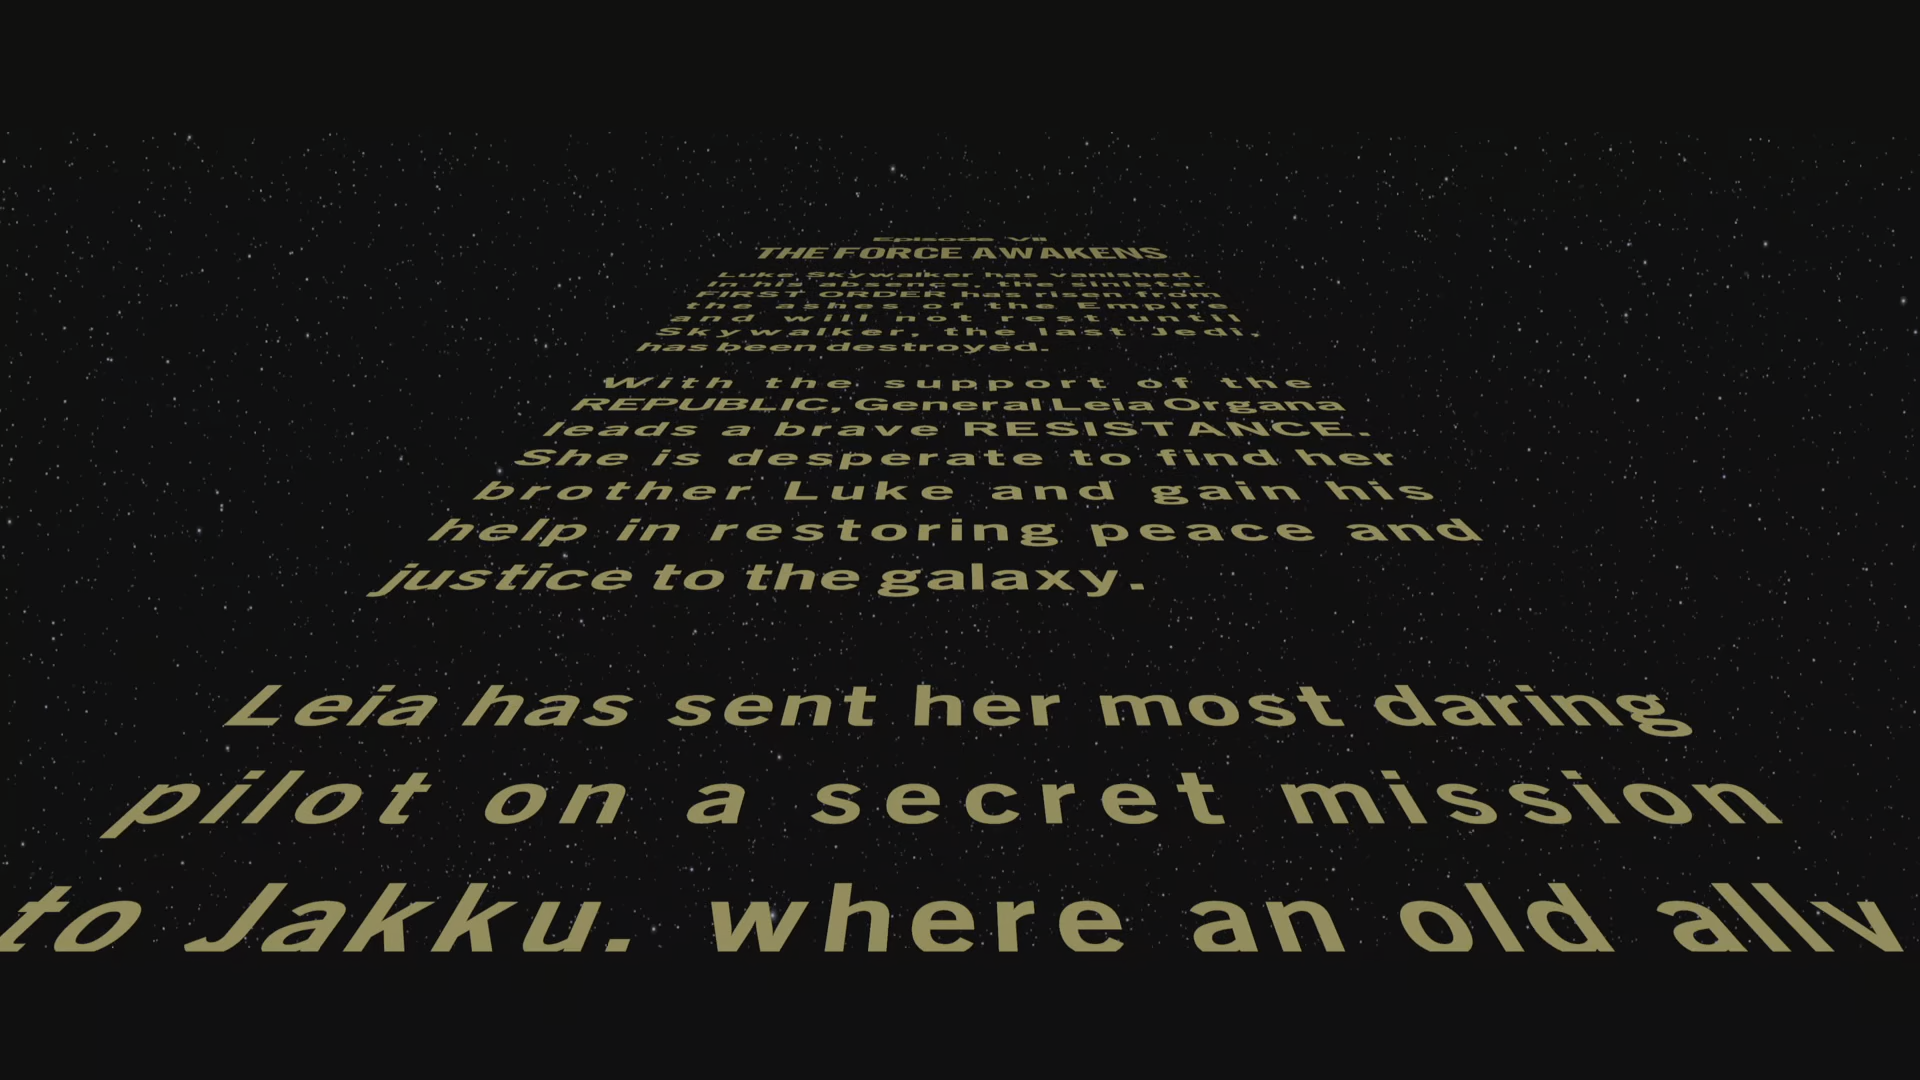 Episode VII
THE FORCE AWAKENS
Luke Skywalker has vanished.
In his absence, the sinister
FIRST ORDER has risen from
the ashes of the Empire
and will not rest until
Skywalker, the last Jedi,
has been destroyed.
With the support of the
REPUBLIC, General Leia Organa
leads a brave RESISTANCE.
She is desperate to find her
brother Luke and gain his
help in restoring peace and
justice to the galaxy.
Leia has sent her most daring
pilot on a secret mission
to Jakku, where an old ally